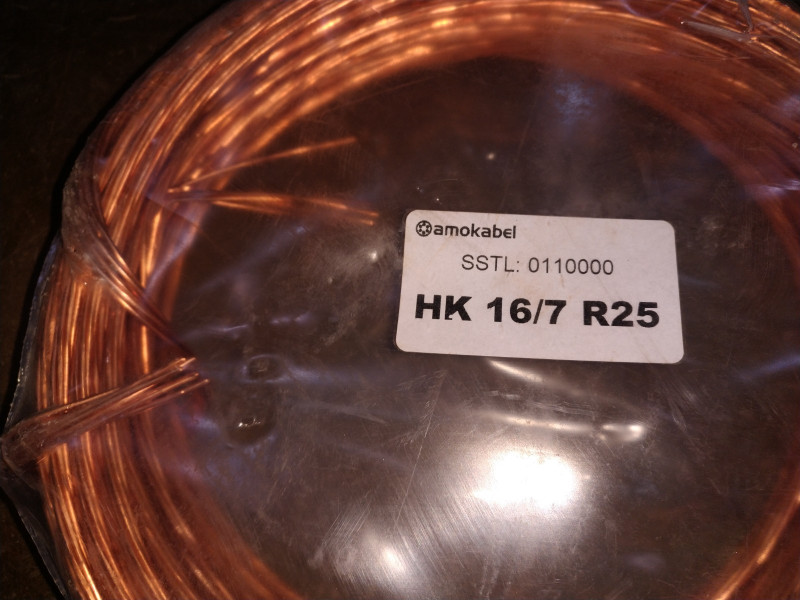 amokabel
SSTL: 0110000
HK 16/7 R25